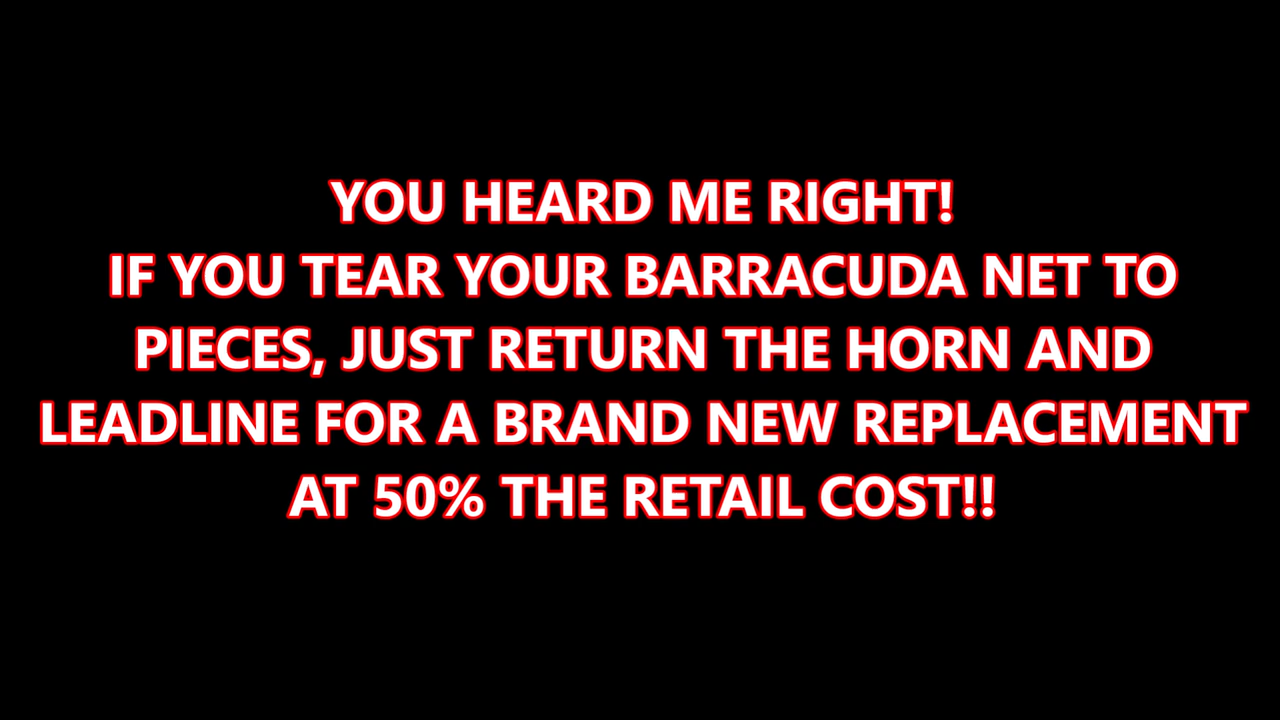 YOU HEARD ME RIGHT!
IF YOU TEAR YOUR BARRACUDA NET TO
PIECES, JUST RETURN THE HORN AND
LEADLINE FOR A BRAND NEW REPLACEMENT
AT 50% THE RETAIL COST!!